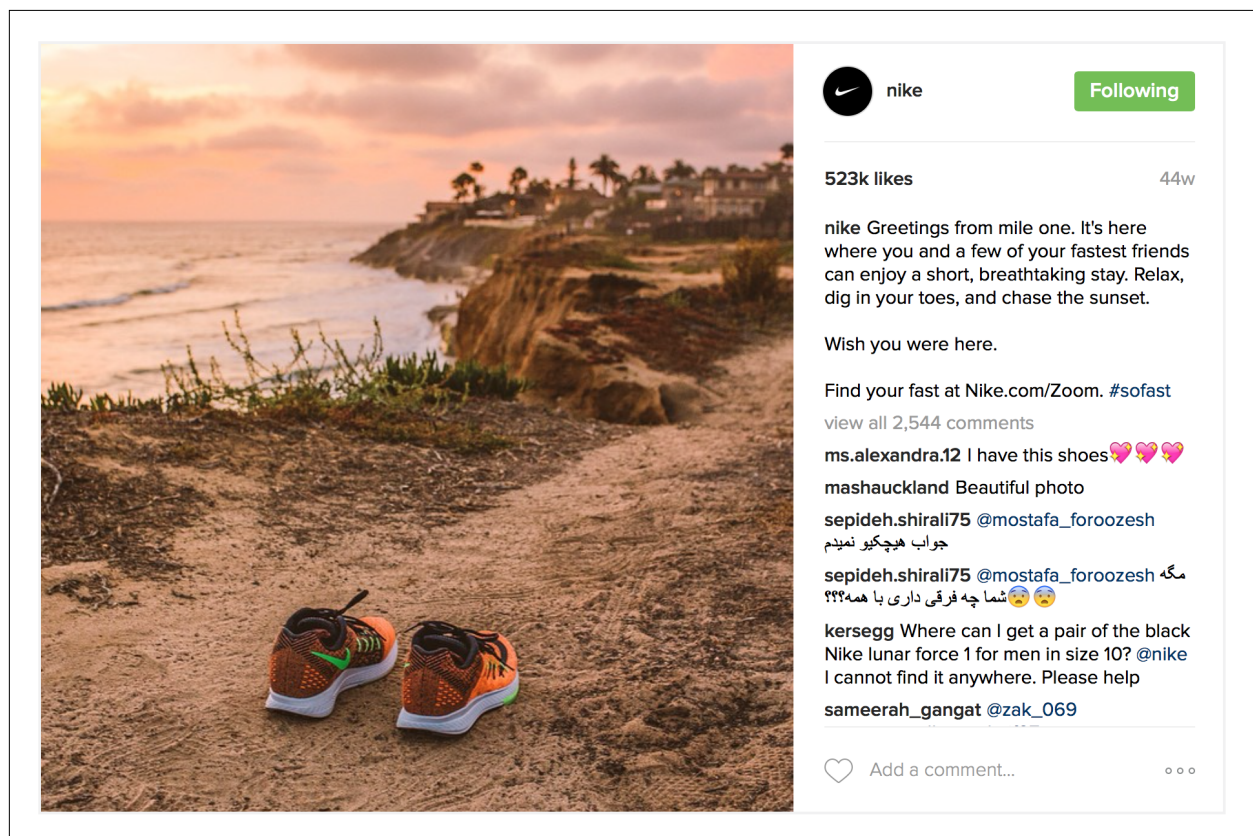 nike
Following
523k likes
44w
nike Greetings from mile one. It's here
where you and a few of your fastest friends
can enjoy a short, breathtaking stay. Relax,
dig in your toes, and chase the sunset.
Wish you were here.
Find your fast at Nike.com/Zoom. #sofast
view all 2,544 comments
ms.alexandra.12 I have this shoes💖💖💖
mashauckland Beautiful photo
sepideh.shirali75 @mostafa_foroozesh
جواب هیچکیو نمیدم
sepideh.shirali75 @mostafa_foroozesh مگه
شما چه فرقی داری با همه؟؟؟😨😨
kersegg Where can I get a pair of the black
Nike lunar force 1 for men in size 10? @nike
I cannot find it anywhere. Please help
sameerah_gangat @zak_069
Add a comment...